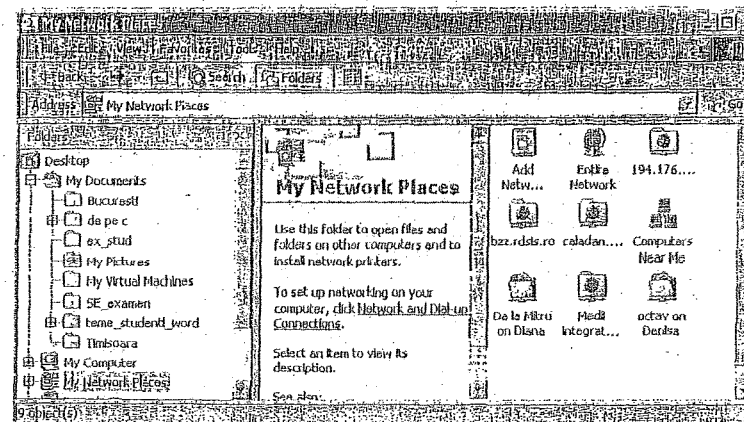 My Network Places
File Edit View Favorites Tools Help
Back Search Folders
Address My Network Places Go
Folders
Desktop
My Documents
Bucuresti
de pe c
ex_stud
My Pictures
My Virtual Machines
SE_examen
teme_studenti_word
Timisoara
My Computer
My Network Places
My Network Places
Use this folder to open files and
folders on other computers and to
install network printers.
To set up networking on your
computer, click Network and Dial-up
Connections.
Select an item to view its
description.
See also:
Add
Netw...
Entire
Network
194.176....
bzz.rdsls.ro
caladan....
Computers
Near Me
De la Mitru
on Diana
Medii
Integrat...
octav on
Denisa
9 object(s)